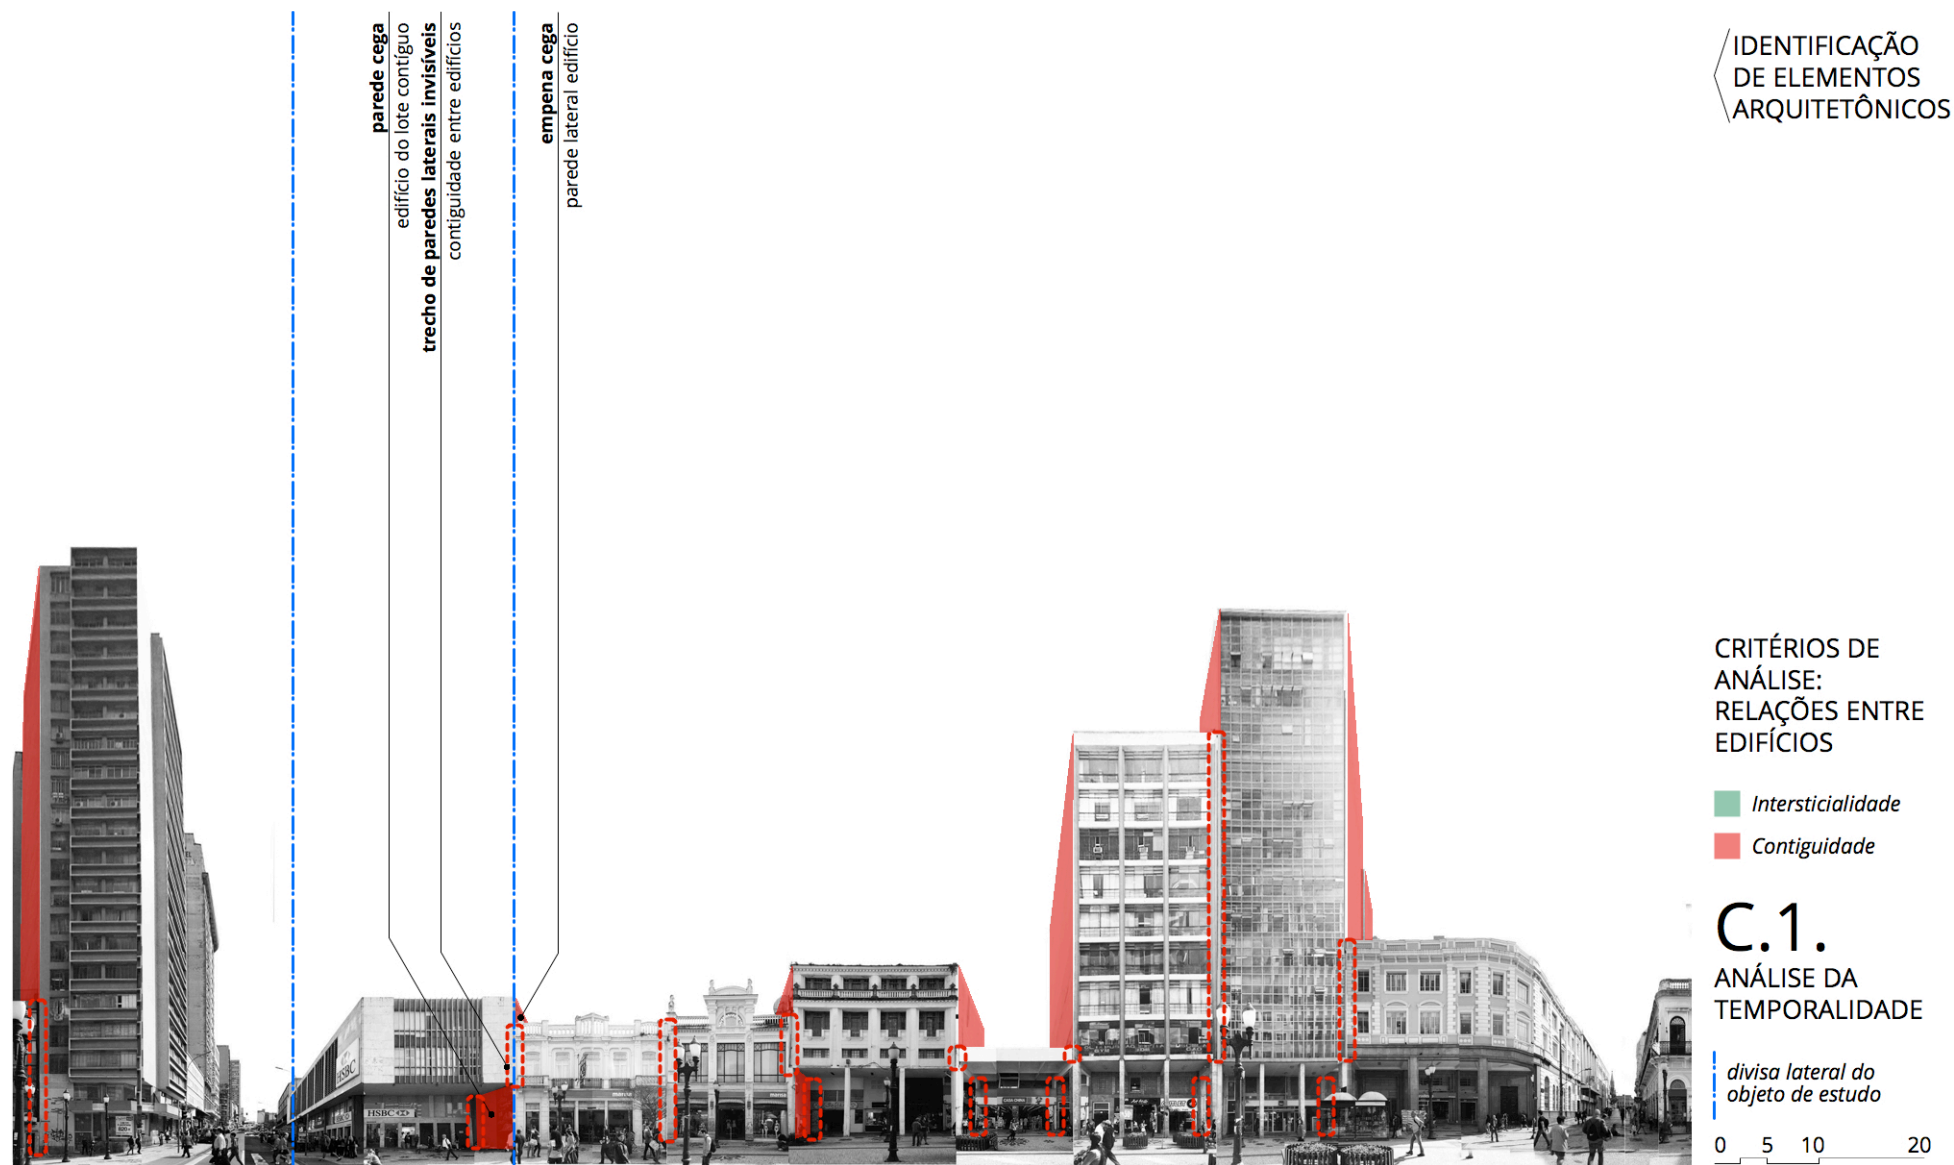 parede cega
edifício do lote contíguo
trecho de paredes laterais invisíveis
contiguidade entre edifícios
empena cega
parede lateral edifício
IDENTIFICAÇÃO
DE ELEMENTOS
ARQUITETÔNICOS
CRITÉRIOS DE
ANÁLISE:
RELAÇÕES ENTRE
EDIFÍCIOS
Intersticialidade
Contiguidade
C.1.
ANÁLISE DA
TEMPORALIDADE
divisa lateral do
objeto de estudo
0 5 10 20
HSBC
HSBC